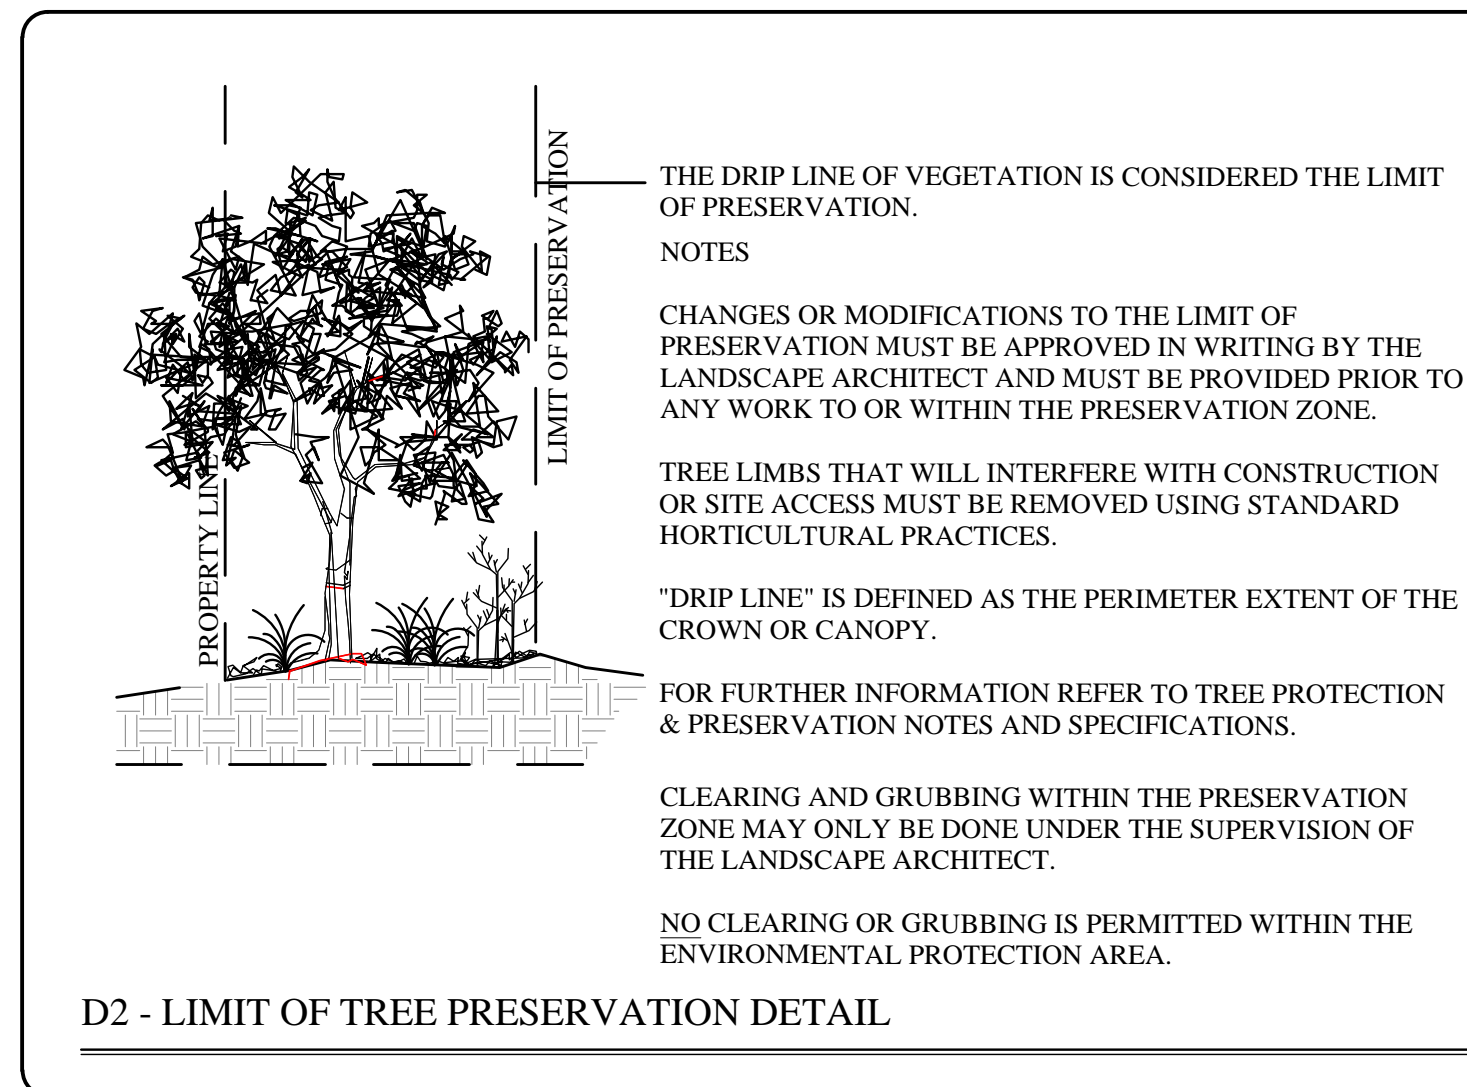 PROPERTY LINE
LIMIT OF PRESERVATION
THE DRIP LINE OF VEGETATION IS CONSIDERED THE LIMIT
OF PRESERVATION.
NOTES
CHANGES OR MODIFICATIONS TO THE LIMIT OF
PRESERVATION MUST BE APPROVED IN WRITING BY THE
LANDSCAPE ARCHITECT AND MUST BE PROVIDED PRIOR TO
ANY WORK TO OR WITHIN THE PRESERVATION ZONE.
TREE LIMBS THAT WILL INTERFERE WITH CONSTRUCTION
OR SITE ACCESS MUST BE REMOVED USING STANDARD
HORTICULTURAL PRACTICES.
"DRIP LINE" IS DEFINED AS THE PERIMETER EXTENT OF THE
CROWN OR CANOPY.
FOR FURTHER INFORMATION REFER TO TREE PROTECTION
& PRESERVATION NOTES AND SPECIFICATIONS.
CLEARING AND GRUBBING WITHIN THE PRESERVATION
ZONE MAY ONLY BE DONE UNDER THE SUPERVISION OF
THE LANDSCAPE ARCHITECT.
NO CLEARING OR GRUBBING IS PERMITTED WITHIN THE
ENVIRONMENTAL PROTECTION AREA.
D2 - LIMIT OF TREE PRESERVATION DETAIL